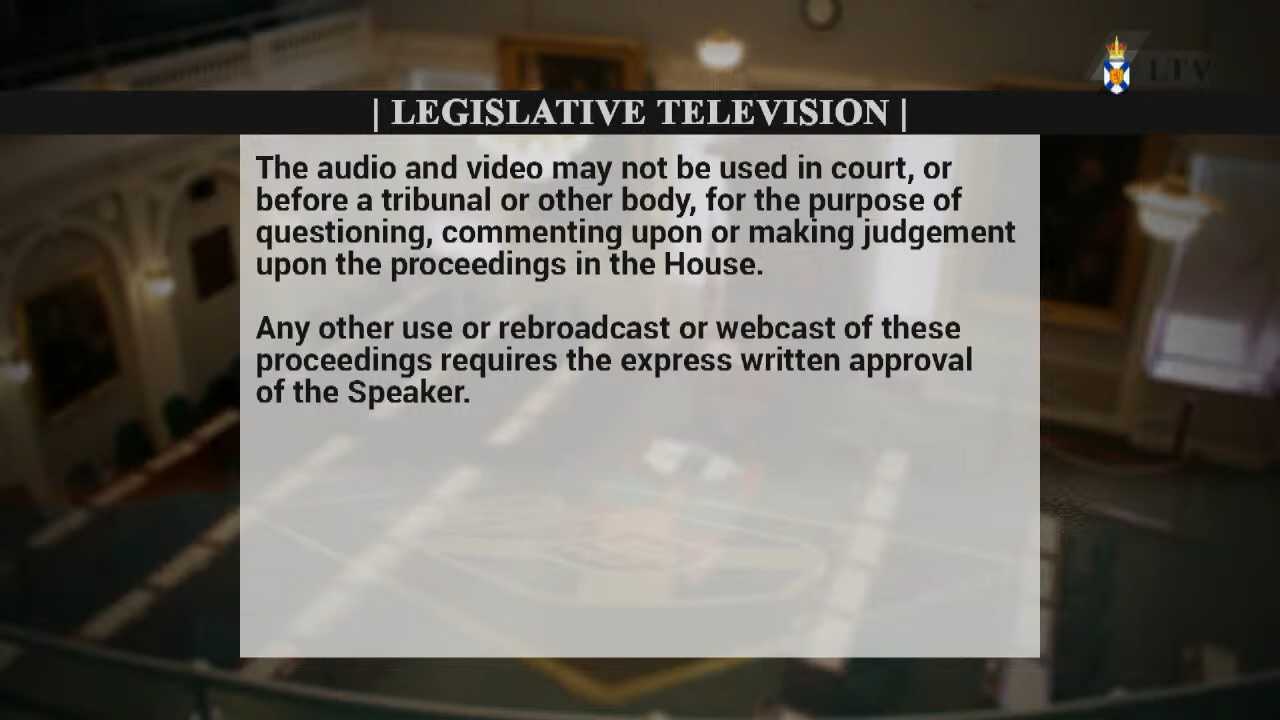 LTV
| LEGISLATIVE TELEVISION |
The audio and video may not be used in court, or
before a tribunal or other body, for the purpose of
questioning, commenting upon or making judgement
upon the proceedings in the House.
Any other use or rebroadcast or webcast of these
proceedings requires the express written approval
of the Speaker.